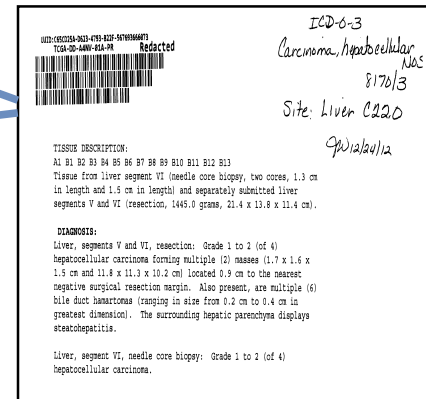 UUID:C65CD25A-D623-4793-B22F-567693660873
TCGA-DD-A4NV-01A-PR Redacted
ICD-O-3
Carcinoma, hepatocellular
NOS
8170/3
Site: Liver C220
12/24/12
TISSUE DESCRIPTION:
A1 B1 B2 B3 B4 B5 B6 B7 B8 B9 B10 B11 B12 B13
Tissue from liver segment VI (needle core biopsy, two cores, 1.3 cm
in length and 1.5 cm in length) and separately submitted liver
segments V and VI (resection, 1445.0 grams, 21.4 x 13.8 x 11.4 cm).
DIAGNOSIS:
Liver, segments V and VI, resection: Grade 1 to 2 (of 4)
hepatocellular carcinoma forming multiple (2) masses (1.7 x 1.6 x
1.5 cm and 11.8 x 11.3 x 10.2 cm) located 0.9 cm to the nearest
negative surgical resection margin. Also present, are multiple (6)
bile duct hamartomas (ranging in size from 0.2 cm to 0.4 cm in
greatest dimension). The surrounding hepatic parenchyma displays
steatohepatitis.
Liver, segment VI, needle core biopsy: Grade 1 to 2 (of 4)
hepatocellular carcinoma.